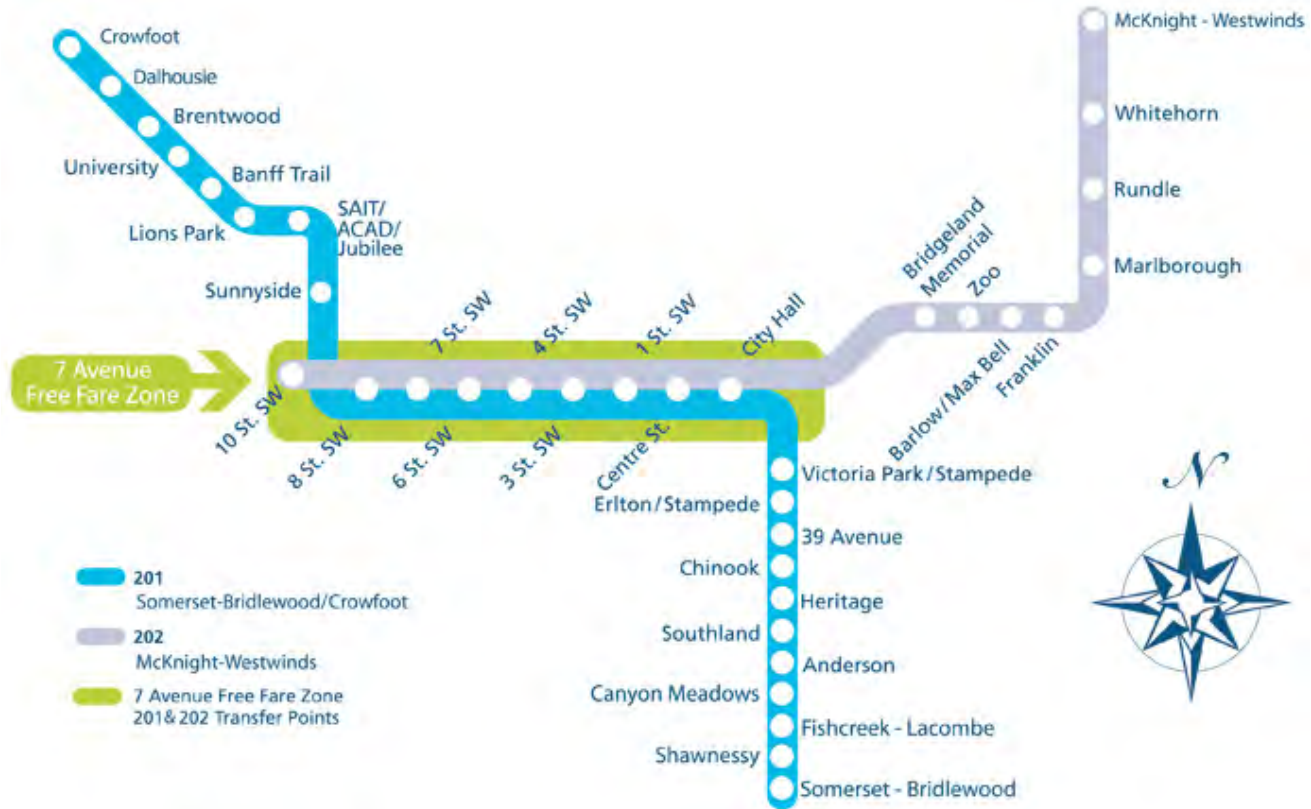 Crowfoot
Dalhousie
Brentwood
University
Banff Trail
Lions Park
SAIT/
ACAD/
Jubilee
Sunnyside
7 Avenue
Free Fare Zone
10 St. SW
8 St. SW
7 St. SW
6 St. SW
4 St. SW
3 St. SW
1 St. SW
Centre St.
City Hall
Bridgeland
Memorial
Zoo
Barlow/Max Bell
Franklin
McKnight - Westwinds
Whitehorn
Rundle
Marlborough
Victoria Park/Stampede
Erlton/Stampede
39 Avenue
Chinook
Heritage
Southland
Anderson
Canyon Meadows
Fishcreek - Lacombe
Shawnessy
Somerset - Bridlewood
201
Somerset-Bridlewood/Crowfoot
202
McKnight-Westwinds
7 Avenue Free Fare Zone
201& 202 Transfer Points
N